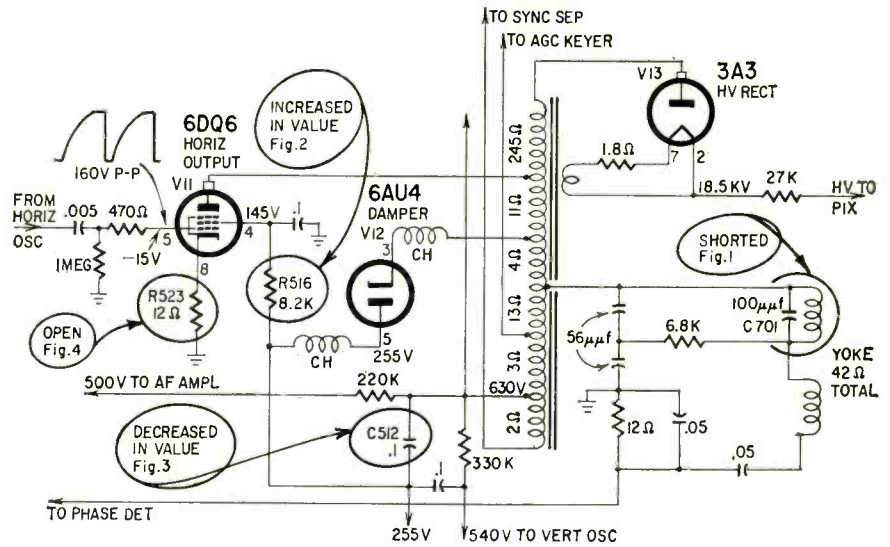 TO SYNC SEP
TO AGC KEYER
V13
3A3
HV RECT
7
2
1.8Ω
18.5KV
27K
HV TO
PIX
INCREASED
IN VALUE
Fig.2
6DQ6
HORIZ
OUTPUT
160V P-P
V11
FROM
HORIZ
OSC
.005
470Ω
5
-15V
1MEG
8
145V
4
.1
6AU4
DAMPER
V12
3
CH
R523
12Ω
OPEN
Fig.4
R516
8.2K
CH
5
255V
245Ω
11Ω
4Ω
13Ω
3Ω
2Ω
SHORTED
Fig.1
56μμf
6.8K
100μμf
C701
YOKE
42Ω
TOTAL
500V TO AF AMPL
220K
630V
DECREASED
IN VALUE
Fig.3
C512
.1
.1
330K
12Ω
.05
.05
TO PHASE DET
255V
540V TO VERT OSC